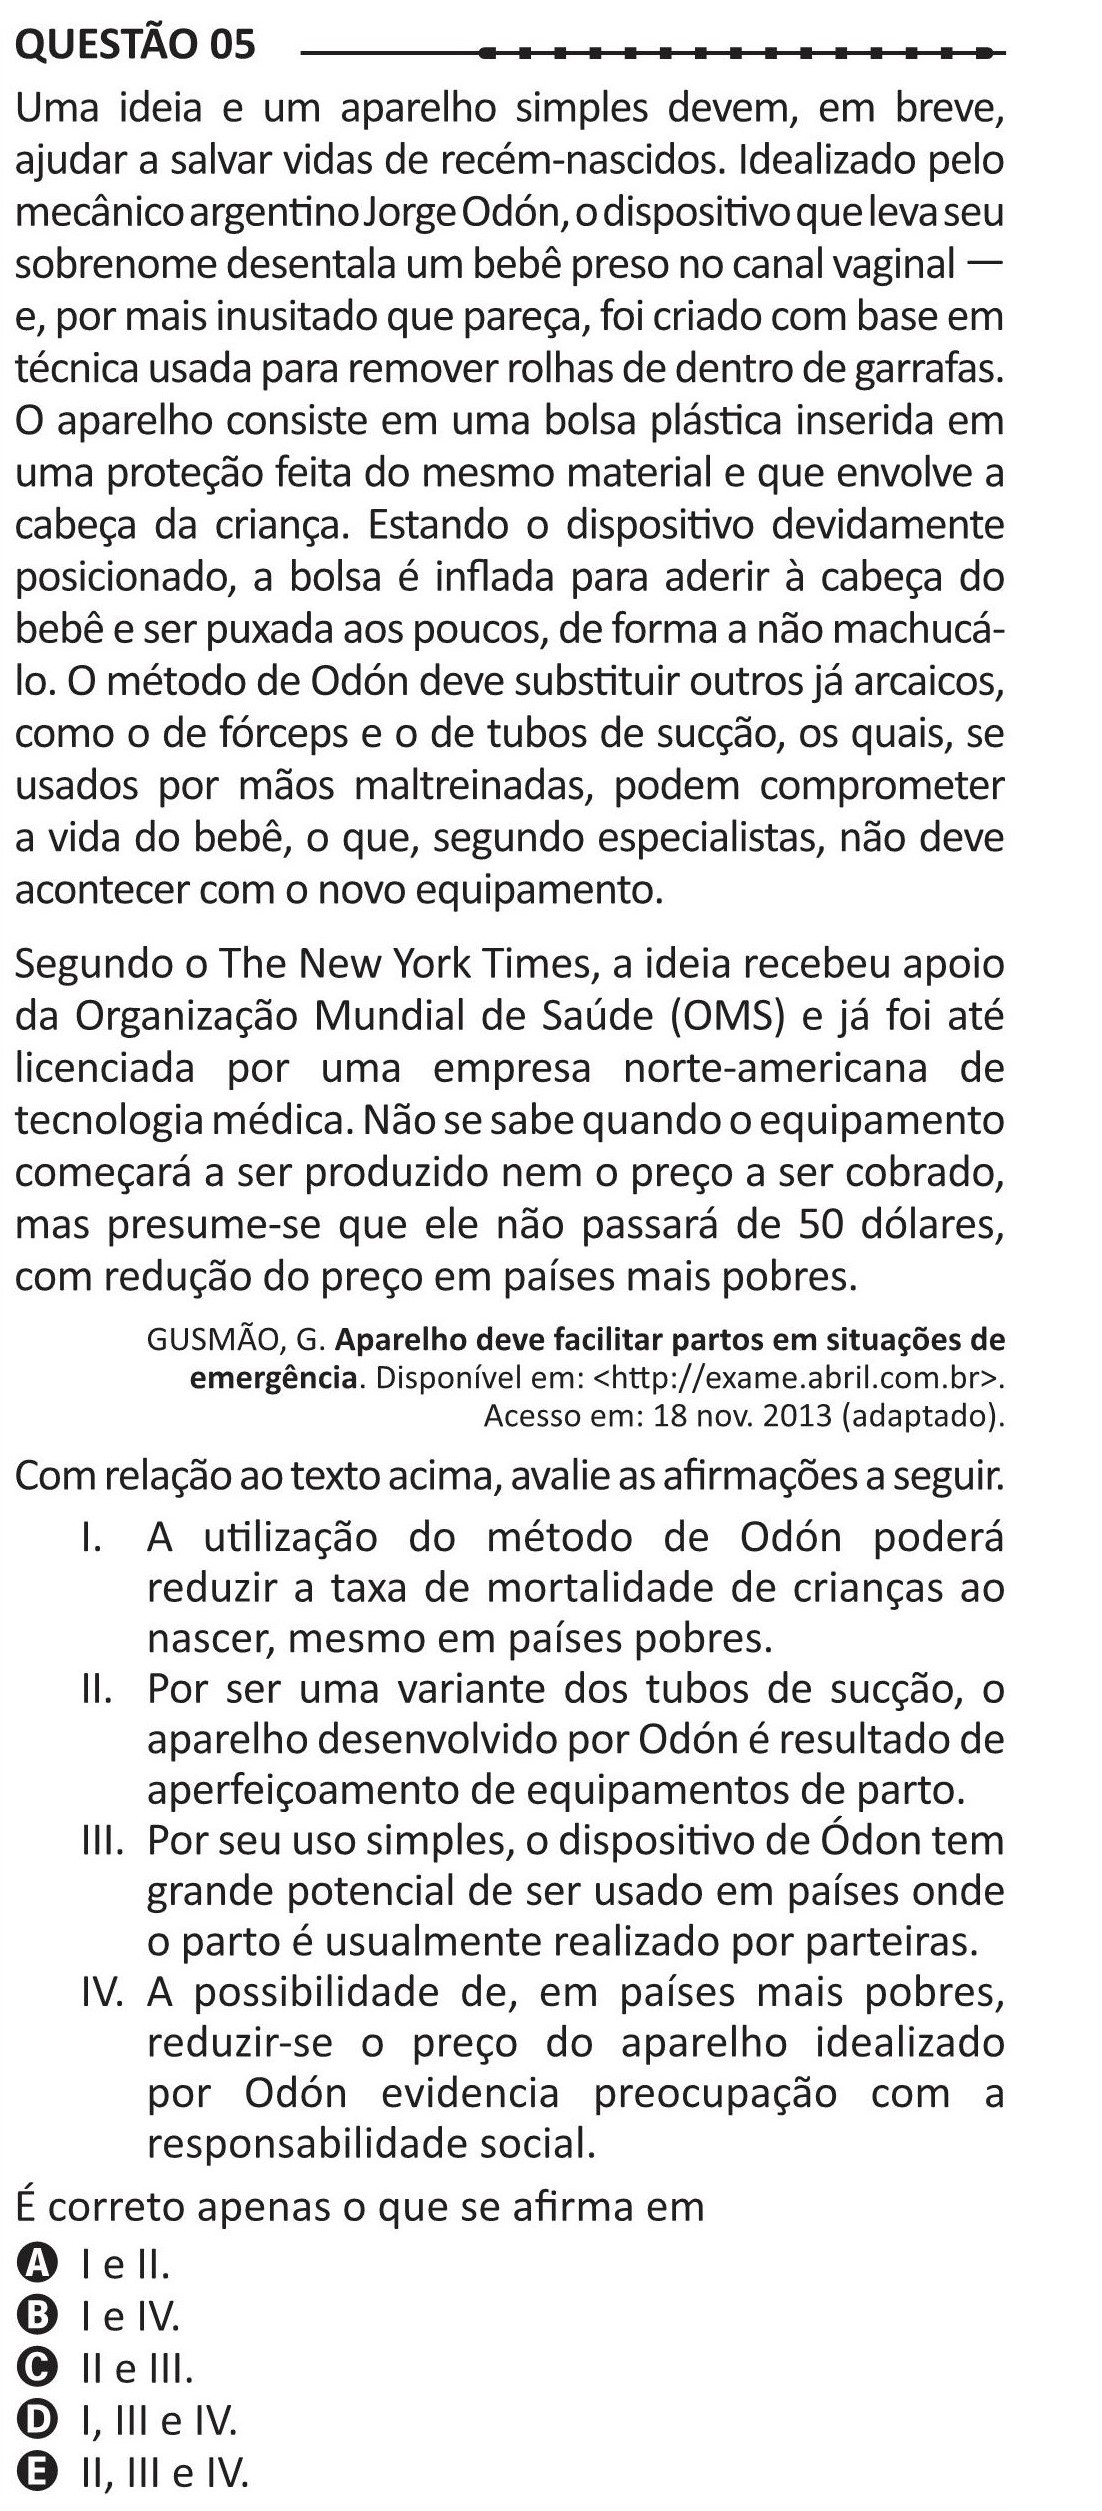 QUESTÃO 05
Uma ideia e um aparelho simples devem, em breve,
ajudar a salvar vidas de recém-nascidos. Idealizado pelo
mecânico argentino Jorge Odón, o dispositivo que leva seu
sobrenome desentala um bebê preso no canal vaginal —
e, por mais inusitado que pareça, foi criado com base em
técnica usada para remover rolhas de dentro de garrafas.
O aparelho consiste em uma bolsa plástica inserida em
uma proteção feita do mesmo material e que envolve a
cabeça da criança. Estando o dispositivo devidamente
posicionado, a bolsa é inflada para aderir à cabeça do
bebê e ser puxada aos poucos, de forma a não machucá-
lo. O método de Odón deve substituir outros já arcaicos,
como o de fórceps e o de tubos de sucção, os quais, se
usados por mãos maltreinadas, podem comprometer
a vida do bebê, o que, segundo especialistas, não deve
acontecer com o novo equipamento.
Segundo o The New York Times, a ideia recebeu apoio
da Organização Mundial de Saúde (OMS) e já foi até
licenciada por uma empresa norte-americana de
tecnologia médica. Não se sabe quando o equipamento
começará a ser produzido nem o preço a ser cobrado,
mas presume-se que ele não passará de 50 dólares,
com redução do preço em países mais pobres.
GUSMÃO, G. Aparelho deve facilitar partos em situações de
emergência. Disponível em: <http://exame.abril.com.br>.
Acesso em: 18 nov. 2013 (adaptado).
Com relação ao texto acima, avalie as afirmações a seguir.
I. A utilização do método de Odón poderá
reduzir a taxa de mortalidade de crianças ao
nascer, mesmo em países pobres.
II. Por ser uma variante dos tubos de sucção, o
aparelho desenvolvido por Odón é resultado de
aperfeiçoamento de equipamentos de parto.
III. Por seu uso simples, o dispositivo de Ódon tem
grande potencial de ser usado em países onde
o parto é usualmente realizado por parteiras.
IV. A possibilidade de, em países mais pobres,
reduzir-se o preço do aparelho idealizado
por Odón evidencia preocupação com a
responsabilidade social.
É correto apenas o que se afirma em
A I e II.
B I e IV.
C II e III.
D I, III e IV.
E II, III e IV.